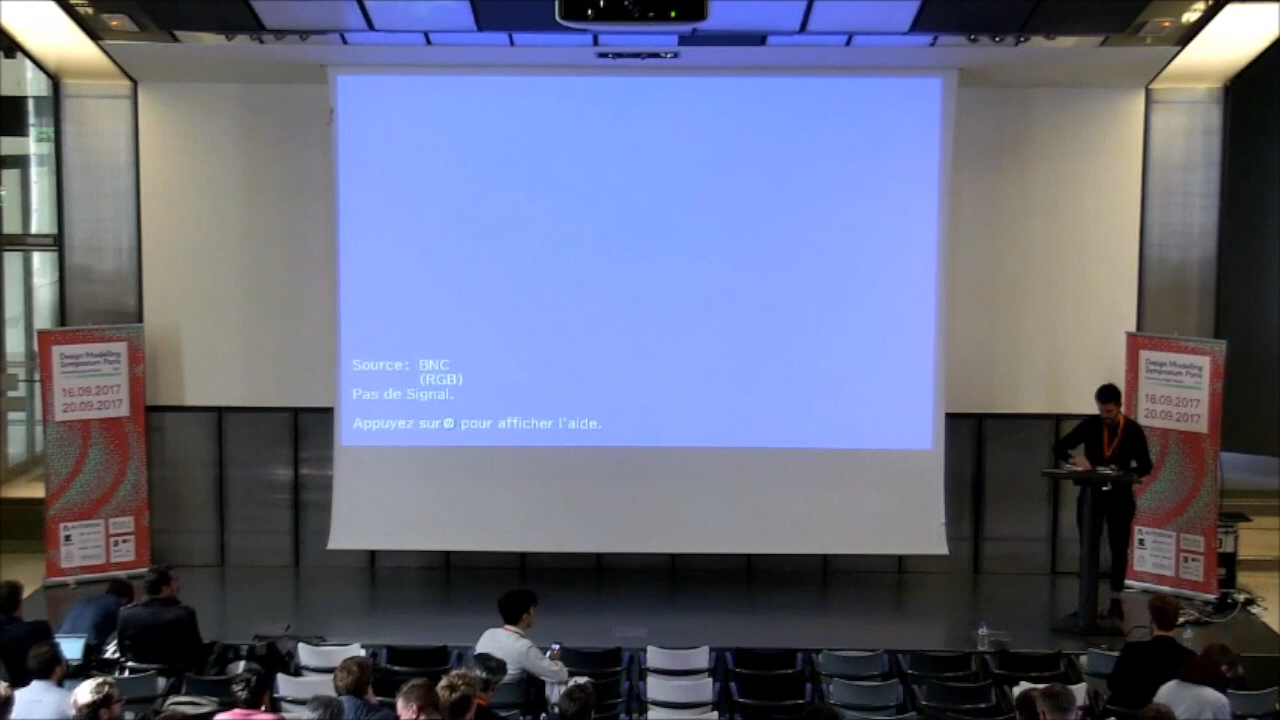 Source: BNC
(RGB)
Pas de Signal.
Appuyez sur pour afficher l'aide.
Design Modelling
Symposium Paris
16.09.2017
20.09.2017
AUTODESK
Design Modelling
Symposium Paris
16.09.2017
20.09.2017